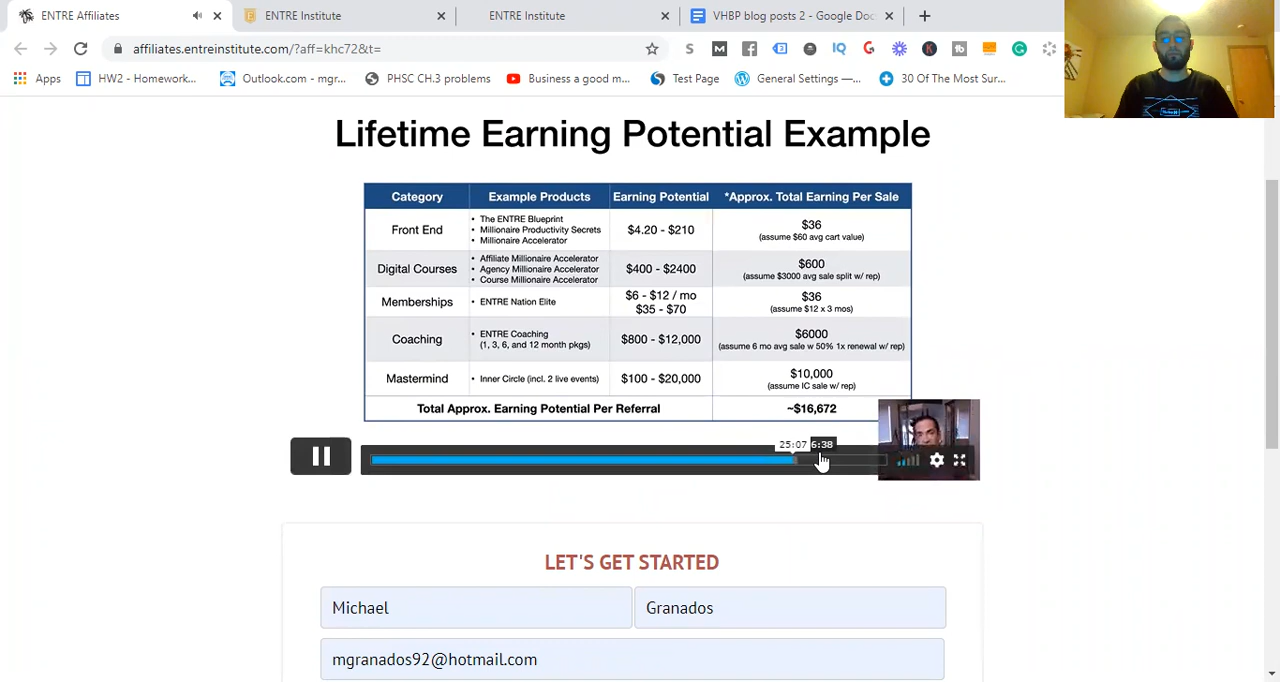 ENTRE Affiliates
ENTRE Institute
ENTRE Institute
VHBP blog posts 2 - Google Doc
affiliates.entreinstitute.com/?aff=khc72&t=
Apps
HW2 - Homework...
Outlook.com - mgr...
PHSC CH.3 problems
Business a good m...
Test Page
General Settings —...
30 Of The Most Sur...
Lifetime Earning Potential Example
Category Example Products Earning Potential *Approx. Total Earning Per Sale
Front End
• The ENTRE Blueprint
• Millionaire Productivity Secrets
• Millionaire Accelerator
$4.20 - $210
$36
(assume $60 avg cart value)
Digital Courses
• Affiliate Millionaire Accelerator
• Agency Millionaire Accelerator
• Course Millionaire Accelerator
$400 - $2400
$600
(assume $3000 avg sale split w/ rep)
Memberships
• ENTRE Nation Elite
$6 - $12 / mo
$35 - $70
$36
(assume $12 x 3 mos)
Coaching
• ENTRE Coaching
(1, 3, 6, and 12 month pkgs)
$800 - $12,000
$6000
(assume 6 mo avg sale w 50% 1x renewal w/ rep)
Mastermind
• Inner Circle (incl. 2 live events)
$100 - $20,000
$10,000
(assume IC sale w/ rep)
Total Approx. Earning Potential Per Referral
~$16,672
25:07 6:38
LET'S GET STARTED
Michael
Granados
mgranados92@hotmail.com